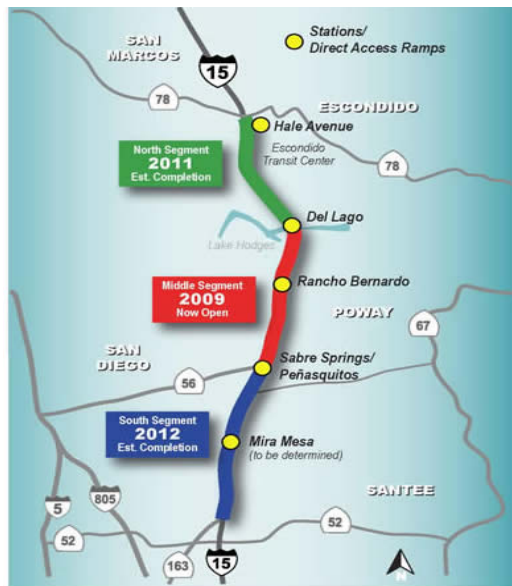 SAN
MARCOS
Stations/
Direct Access Ramps
15
78
ESCONDIDO
Hale Avenue
North Segment
2011
Est. Completion
Escondido
Transit Center
78
Del Lago
Lake Hodges
Middle Segment
2009
Now Open
Rancho Bernardo
POWAY
67
SAN
DIEGO
Sabre Springs/
Peñasquitos
56
South Segment
2012
Est. Completion
Mira Mesa
(to be determined)
SANTEE
805
5
52
52
163
15
N